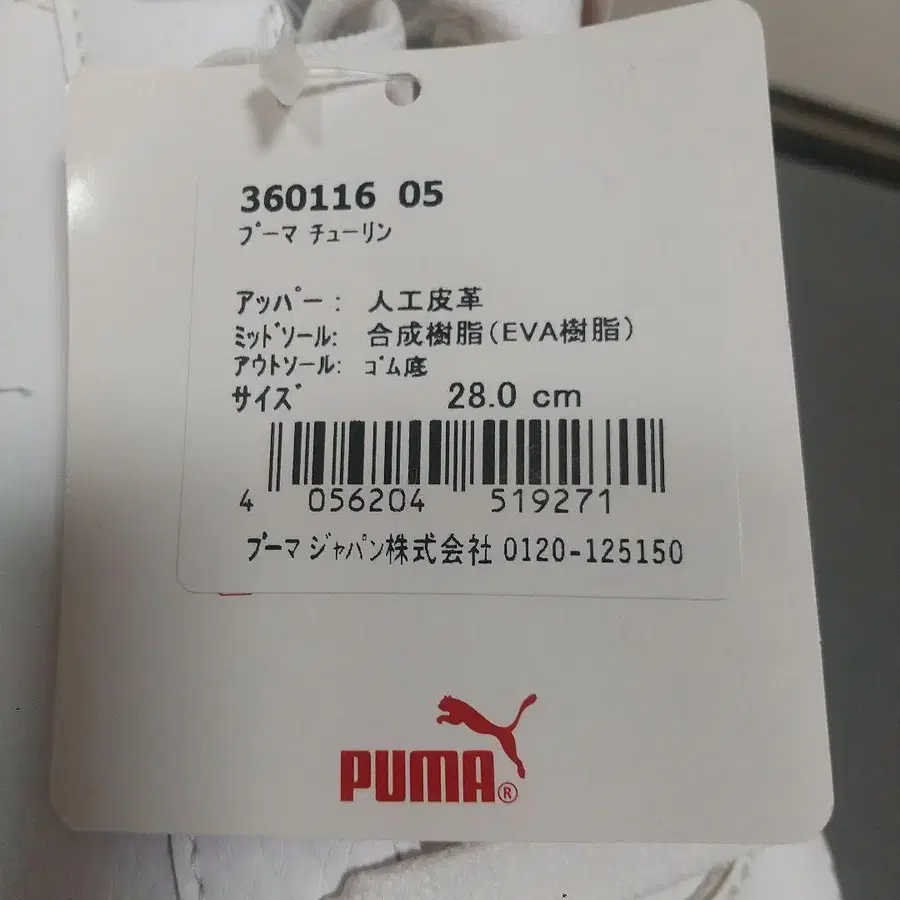 360116 05
プーマ チューリン
アッパー: 人工皮革
ミッドソール: 合成樹脂(EVA樹脂)
アウトソール: ゴム底
サイズ 28.0 cm
4 056204 519271
プーマ ジャパン株式会社 0120-125150
PUMA®